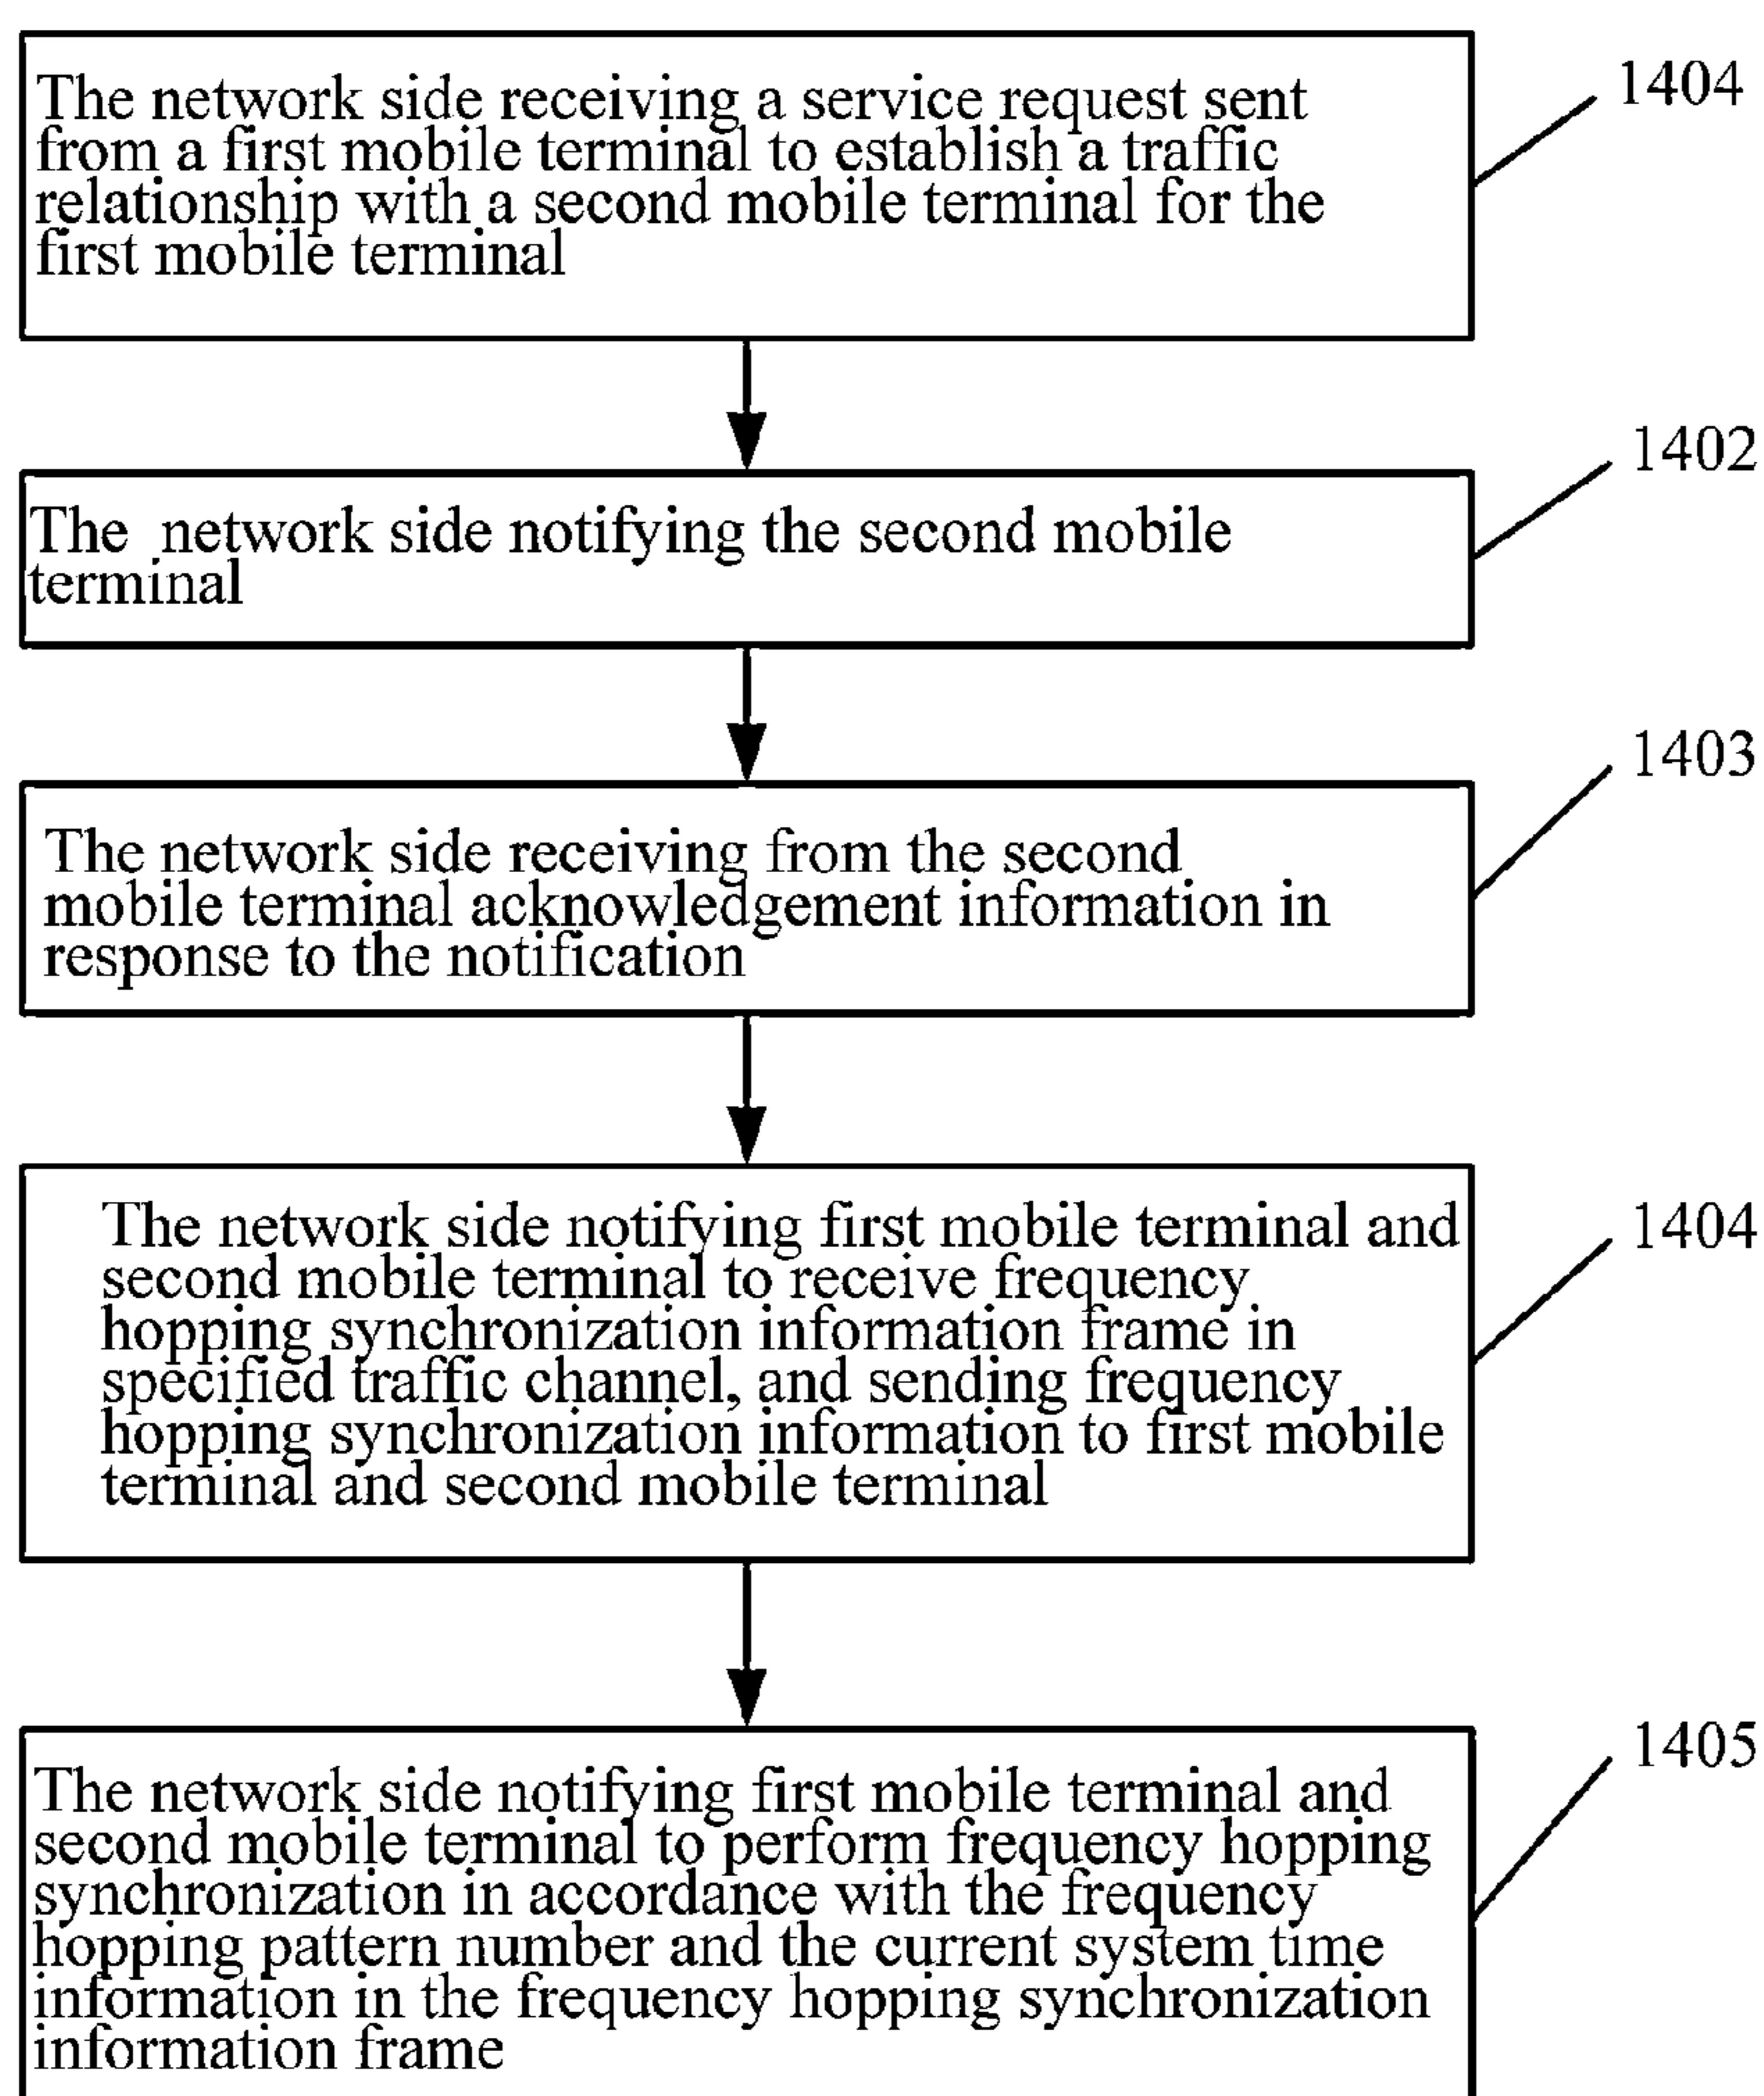 The network side receiving a service request sent
from a first mobile terminal to establish a traffic
relationship with a second mobile terminal for the
first mobile terminal
1404
The network side notifying the second mobile
terminal
1402
The network side receiving from the second
mobile terminal acknowledgement information in
response to the notification
1403
The network side notifying first mobile terminal and
second mobile terminal to receive frequency
hopping synchronization information frame in
specified traffic channel, and sending frequency
hopping synchronization information to first mobile
terminal and second mobile terminal
1404
The network side notifying first mobile terminal and
second mobile terminal to perform frequency hopping
synchronization in accordance with the frequency
hopping pattern number and the current system time
information in the frequency hopping synchronization
information frame
1405